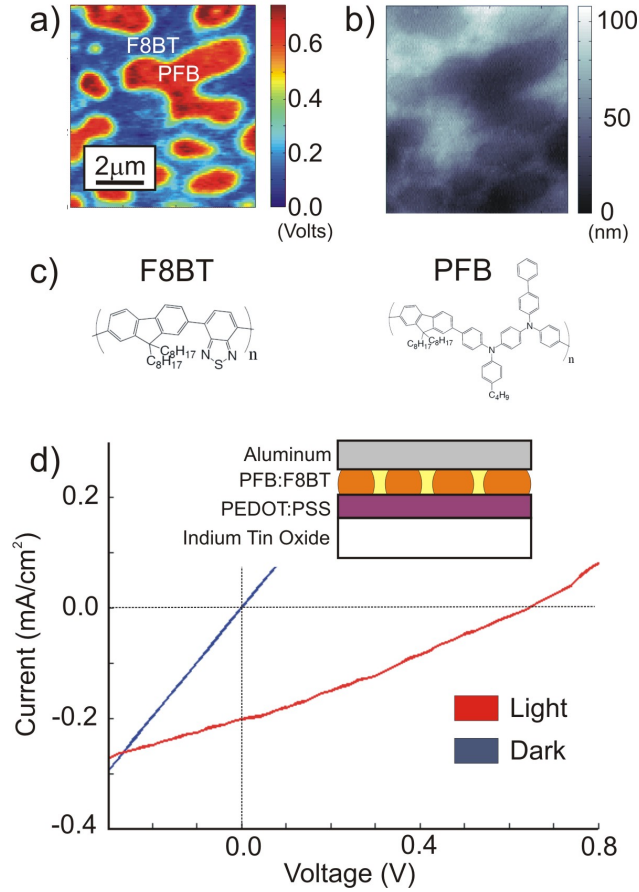 a)
F8BT
PFB
2μm
0.6
0.4
0.2
0.0
(Volts)
b)
100
50
0
(nm)
c)
F8BT
PFB
C8H17
C8H17
N
S
N
n
C8H17
C8H17
N
N
C4H9
n
d)
Aluminum
PFB:F8BT
PEDOT:PSS
Indium Tin Oxide
Current (mA/cm2)
0.2
0.0
-0.2
-0.4
Light
Dark
0.0
0.4
0.8
Voltage (V)